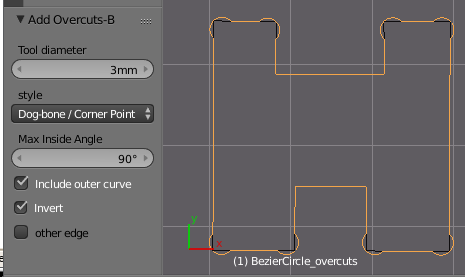 Add Overcuts-B
Tool diameter
3mm
style
Dog-bone / Corner Point
Max Inside Angle
90°
Include outer curve
Invert
other edge
y
x
(1) BezierCircle_overcuts